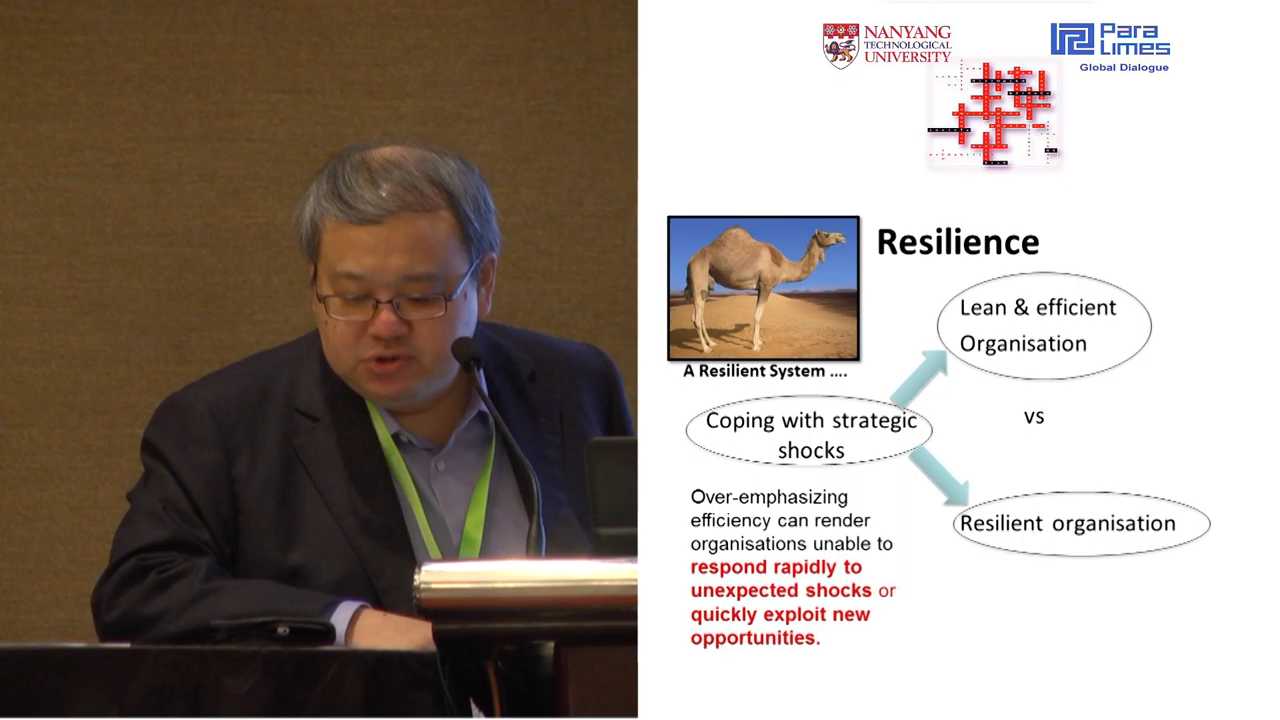 NANYANG
TECHNOLOGICAL
UNIVERSITY
Para
Limes
Global Dialogue
Resilience
Lean & efficient
Organisation
A Resilient System ....
Coping with strategic
shocks
vs
Over-emphasizing
efficiency can render
organisations unable to
respond rapidly to
unexpected shocks or
quickly exploit new
opportunities.
Resilient organisation